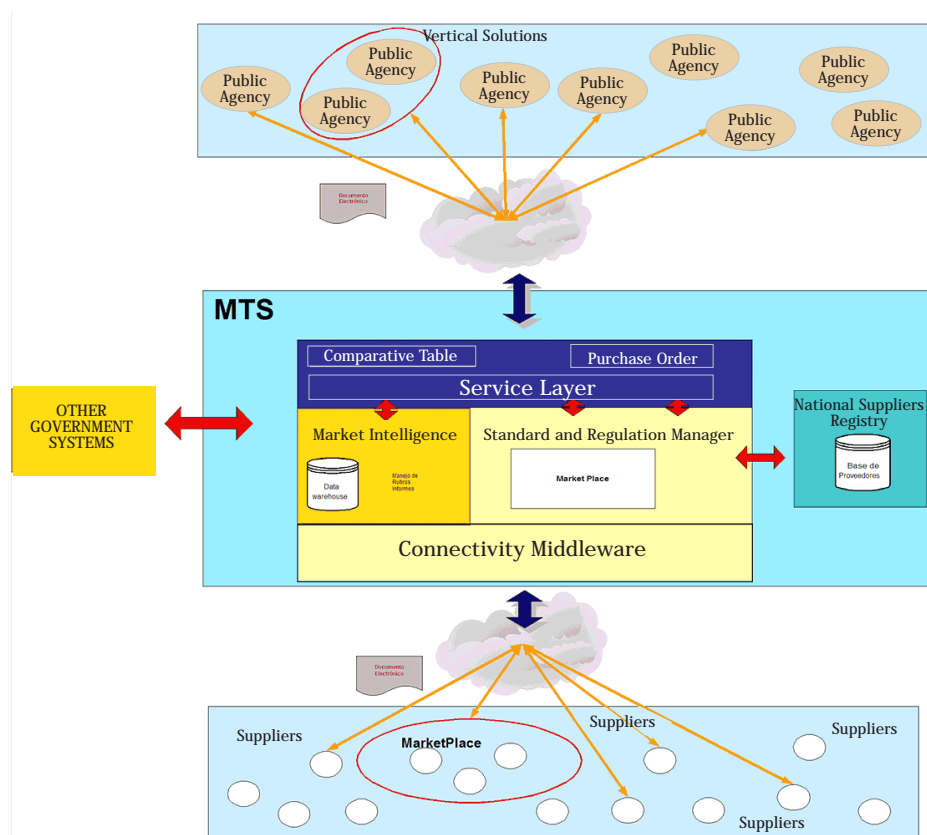 Vertical Solutions
Public
Agency
Public
Agency
Public
Agency
Public
Agency
Public
Agency
Public
Agency
Public
Agency
Public
Agency
Public
Agency
Documento
Electrónico
MTS
Comparative Table
Purchase Order
Service Layer
OTHER
GOVERNMENT
SYSTEMS
Market Intelligence
Standard and Regulation Manager
National Suppliers
Registry
Data
warehouse
Manejo de
Rubros
Informes
Market Place
Base de
Proveedores
Connectivity Middleware
Documento
Electrónico
Suppliers
MarketPlace
Suppliers
Suppliers
Suppliers